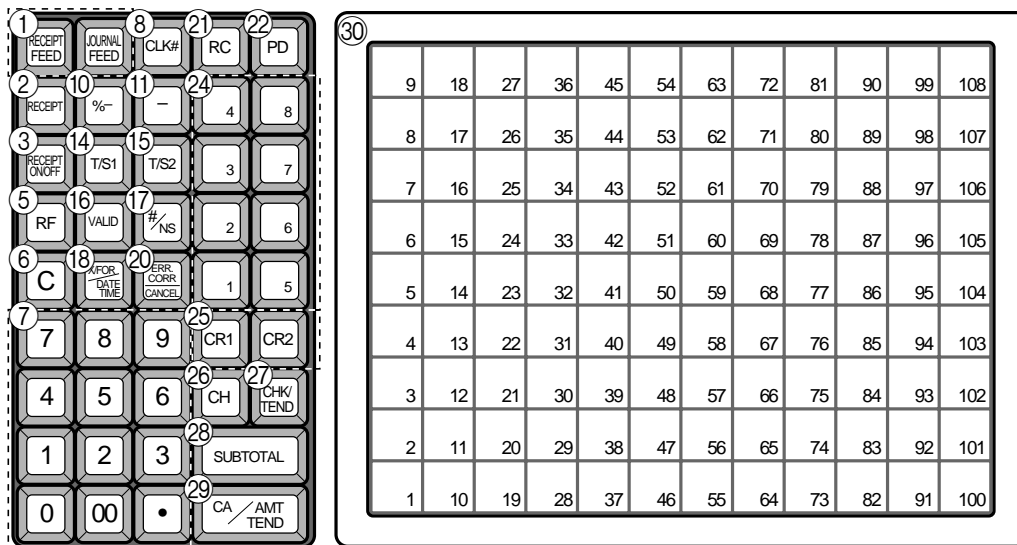 ① ⑧ ㉑ ㉒
RECEIPT FEED JOURNAL FEED CLK# RC PD
② ⑩ ⑪ ㉔
RECEIPT %− − 4 8
③ ⑭ ⑮
RECEIPT ON/OFF T/S1 T/S2 3 7
⑤ ⑯ ⑰
RF VALID #/NS 2 6
⑥ ⑱ ⑳
C X/FOR DATE TIME ERR. CORR CANCEL 1 5
⑦ ㉕
7 8 9 CR1 CR2
㉖ ㉗
4 5 6 CH CHK/TEND
㉘
1 2 3 SUBTOTAL
㉙
0 00 • CA/AMT TEND
㉚
9 18 27 36 45 54 63 72 81 90 99 108
8 17 26 35 44 53 62 71 80 89 98 107
7 16 25 34 43 52 61 70 79 88 97 106
6 15 24 33 42 51 60 69 78 87 96 105
5 14 23 32 41 50 59 68 77 86 95 104
4 13 22 31 40 49 58 67 76 85 94 103
3 12 21 30 39 48 57 66 75 84 93 102
2 11 20 29 38 47 56 65 74 83 92 101
1 10 19 28 37 46 55 64 73 82 91 100